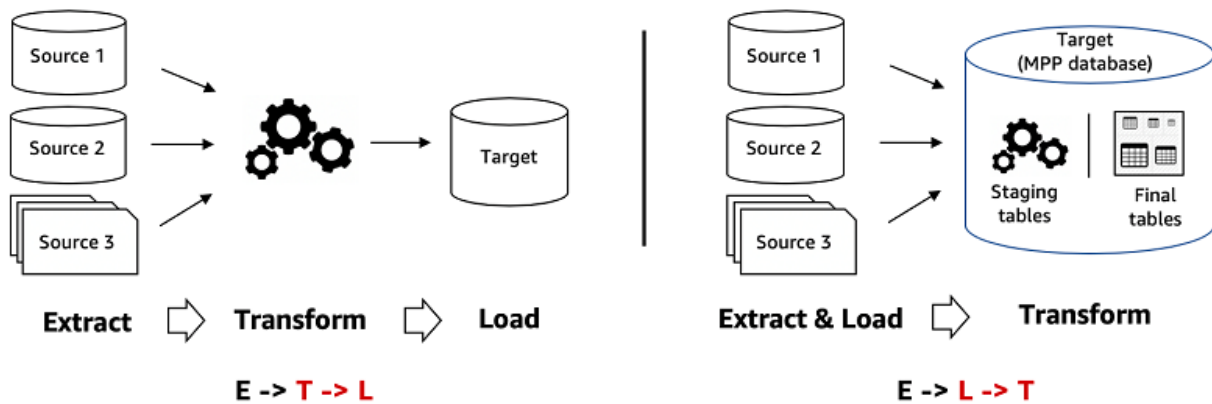 Source 1
Source 2
Source 3
Target
Extract
Transform
Load
E -> T -> L
Source 1
Source 2
Source 3
Target
(MPP database)
Staging
tables
Final
tables
Extract & Load
Transform
E -> L -> T